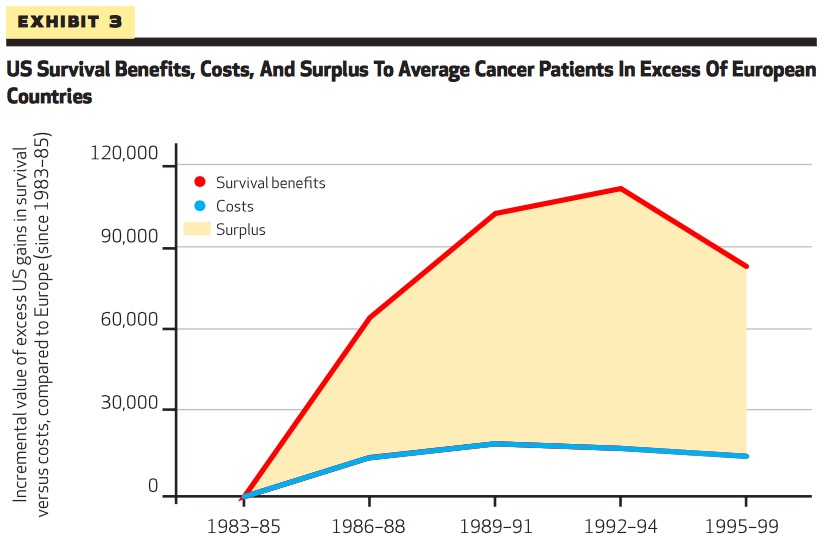 EXHIBIT 3
US Survival Benefits, Costs, And Surplus To Average Cancer Patients In Excess Of European
Countries
Incremental value of excess US gains in survival
versus costs, compared to Europe (since 1983–85)
120,000
90,000
60,000
30,000
0
Survival benefits
Costs
Surplus
1983–85
1986–88
1989–91
1992–94
1995–99